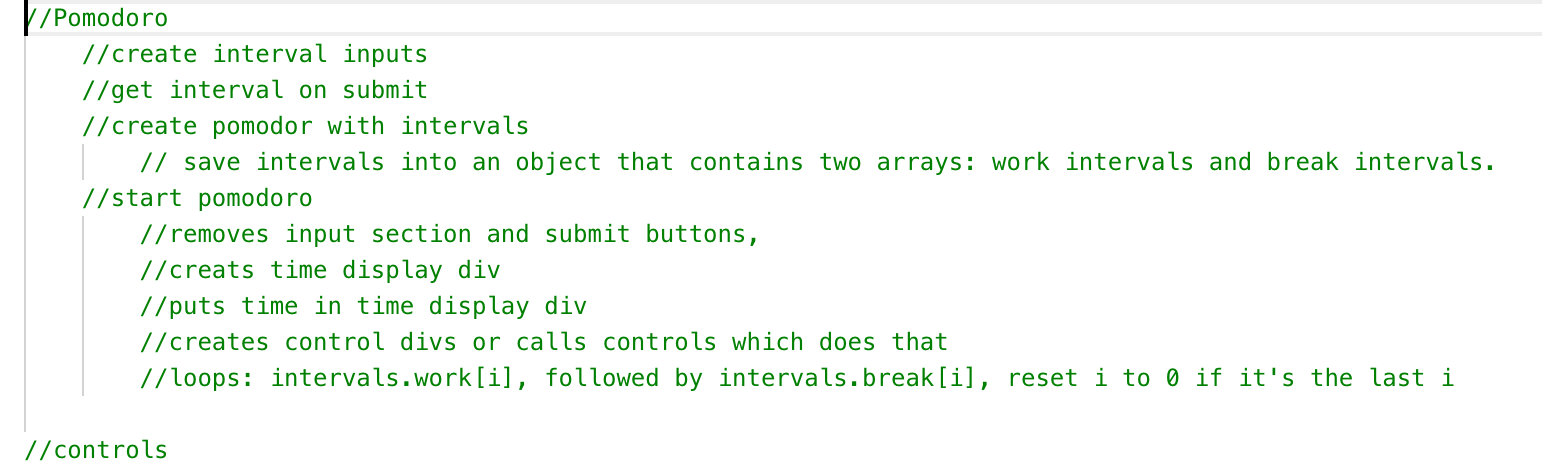 //Pomodoro
//create interval inputs
//get interval on submit
//create pomodor with intervals
// save intervals into an object that contains two arrays: work intervals and break intervals.
//start pomodoro
//removes input section and submit buttons,
//creats time display div
//puts time in time display div
//creates control divs or calls controls which does that
//loops: intervals.work[i], followed by intervals.break[i], reset i to 0 if it's the last i
//controls